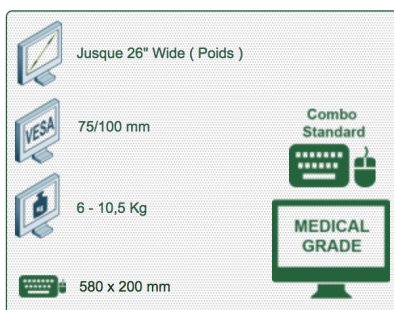 Jusque 26" Wide ( Poids )
VESA
75/100 mm
Combo
Standard
KG
6 - 10,5 Kg
MEDICAL
GRADE
580 x 200 mm